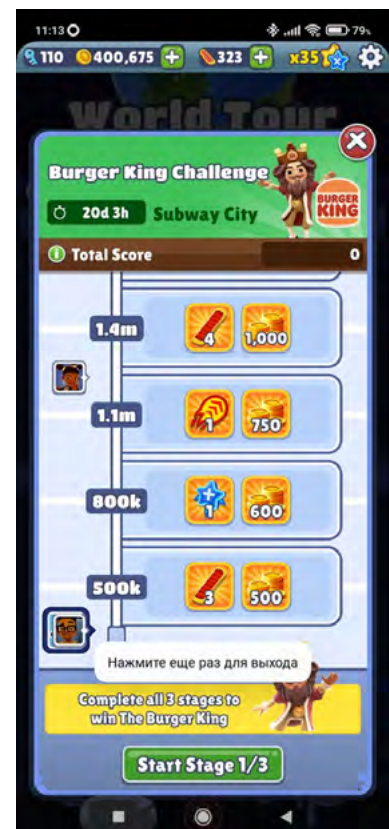 11:13
79%
110
400,675
323
x35
World Tour
Burger King Challenge
20d 3h
Subway City
BURGER
KING
Total Score
0
1.4m
4
1,000
1.1m
1
750
800k
1
600
500k
3
500
Нажмите еще раз для выхода
Complete all 3 stages to
win The Burger King
Start Stage 1/3